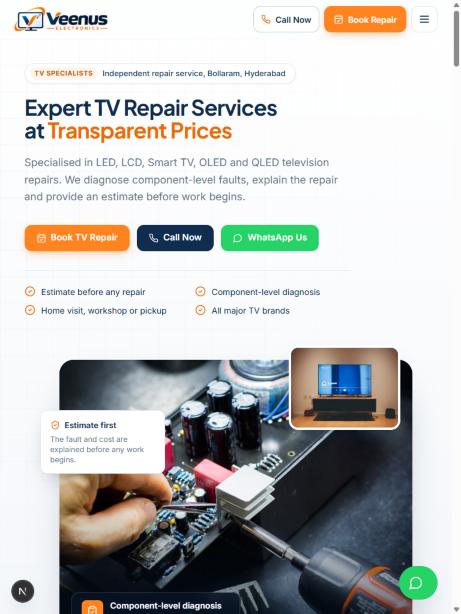 Veenus
ELECTRONICS
Call Now
Book Repair
TV SPECIALISTS Independent repair service, Bollaram, Hyderabad
Expert TV Repair Services
at Transparent Prices
Specialised in LED, LCD, Smart TV, OLED and QLED television
repairs. We diagnose component-level faults, explain the repair
and provide an estimate before work begins.
Book TV Repair
Call Now
WhatsApp Us
Estimate before any repair
Component-level diagnosis
Home visit, workshop or pickup
All major TV brands
Estimate first
The fault and cost are
explained before any work
begins.
N
Component-level diagnosis